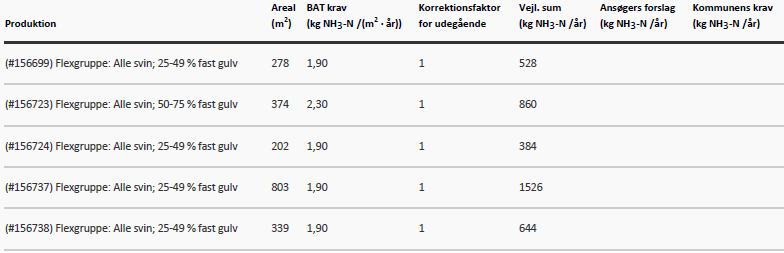 Produktion Areal (m²) BAT krav (kg NH3-N /(m² · år)) Korrektionsfaktor for udegående Vejl. sum (kg NH3-N /år) Ansøgers forslag (kg NH3-N /år) Kommunens krav (kg NH3-N /år)
(#156699) Flexgruppe: Alle svin; 25-49 % fast gulv 278 1,90 1 528
(#156723) Flexgruppe: Alle svin; 50-75 % fast gulv 374 2,30 1 860
(#156724) Flexgruppe: Alle svin; 25-49 % fast gulv 202 1,90 1 384
(#156737) Flexgruppe: Alle svin; 25-49 % fast gulv 803 1,90 1 1526
(#156738) Flexgruppe: Alle svin; 25-49 % fast gulv 339 1,90 1 644